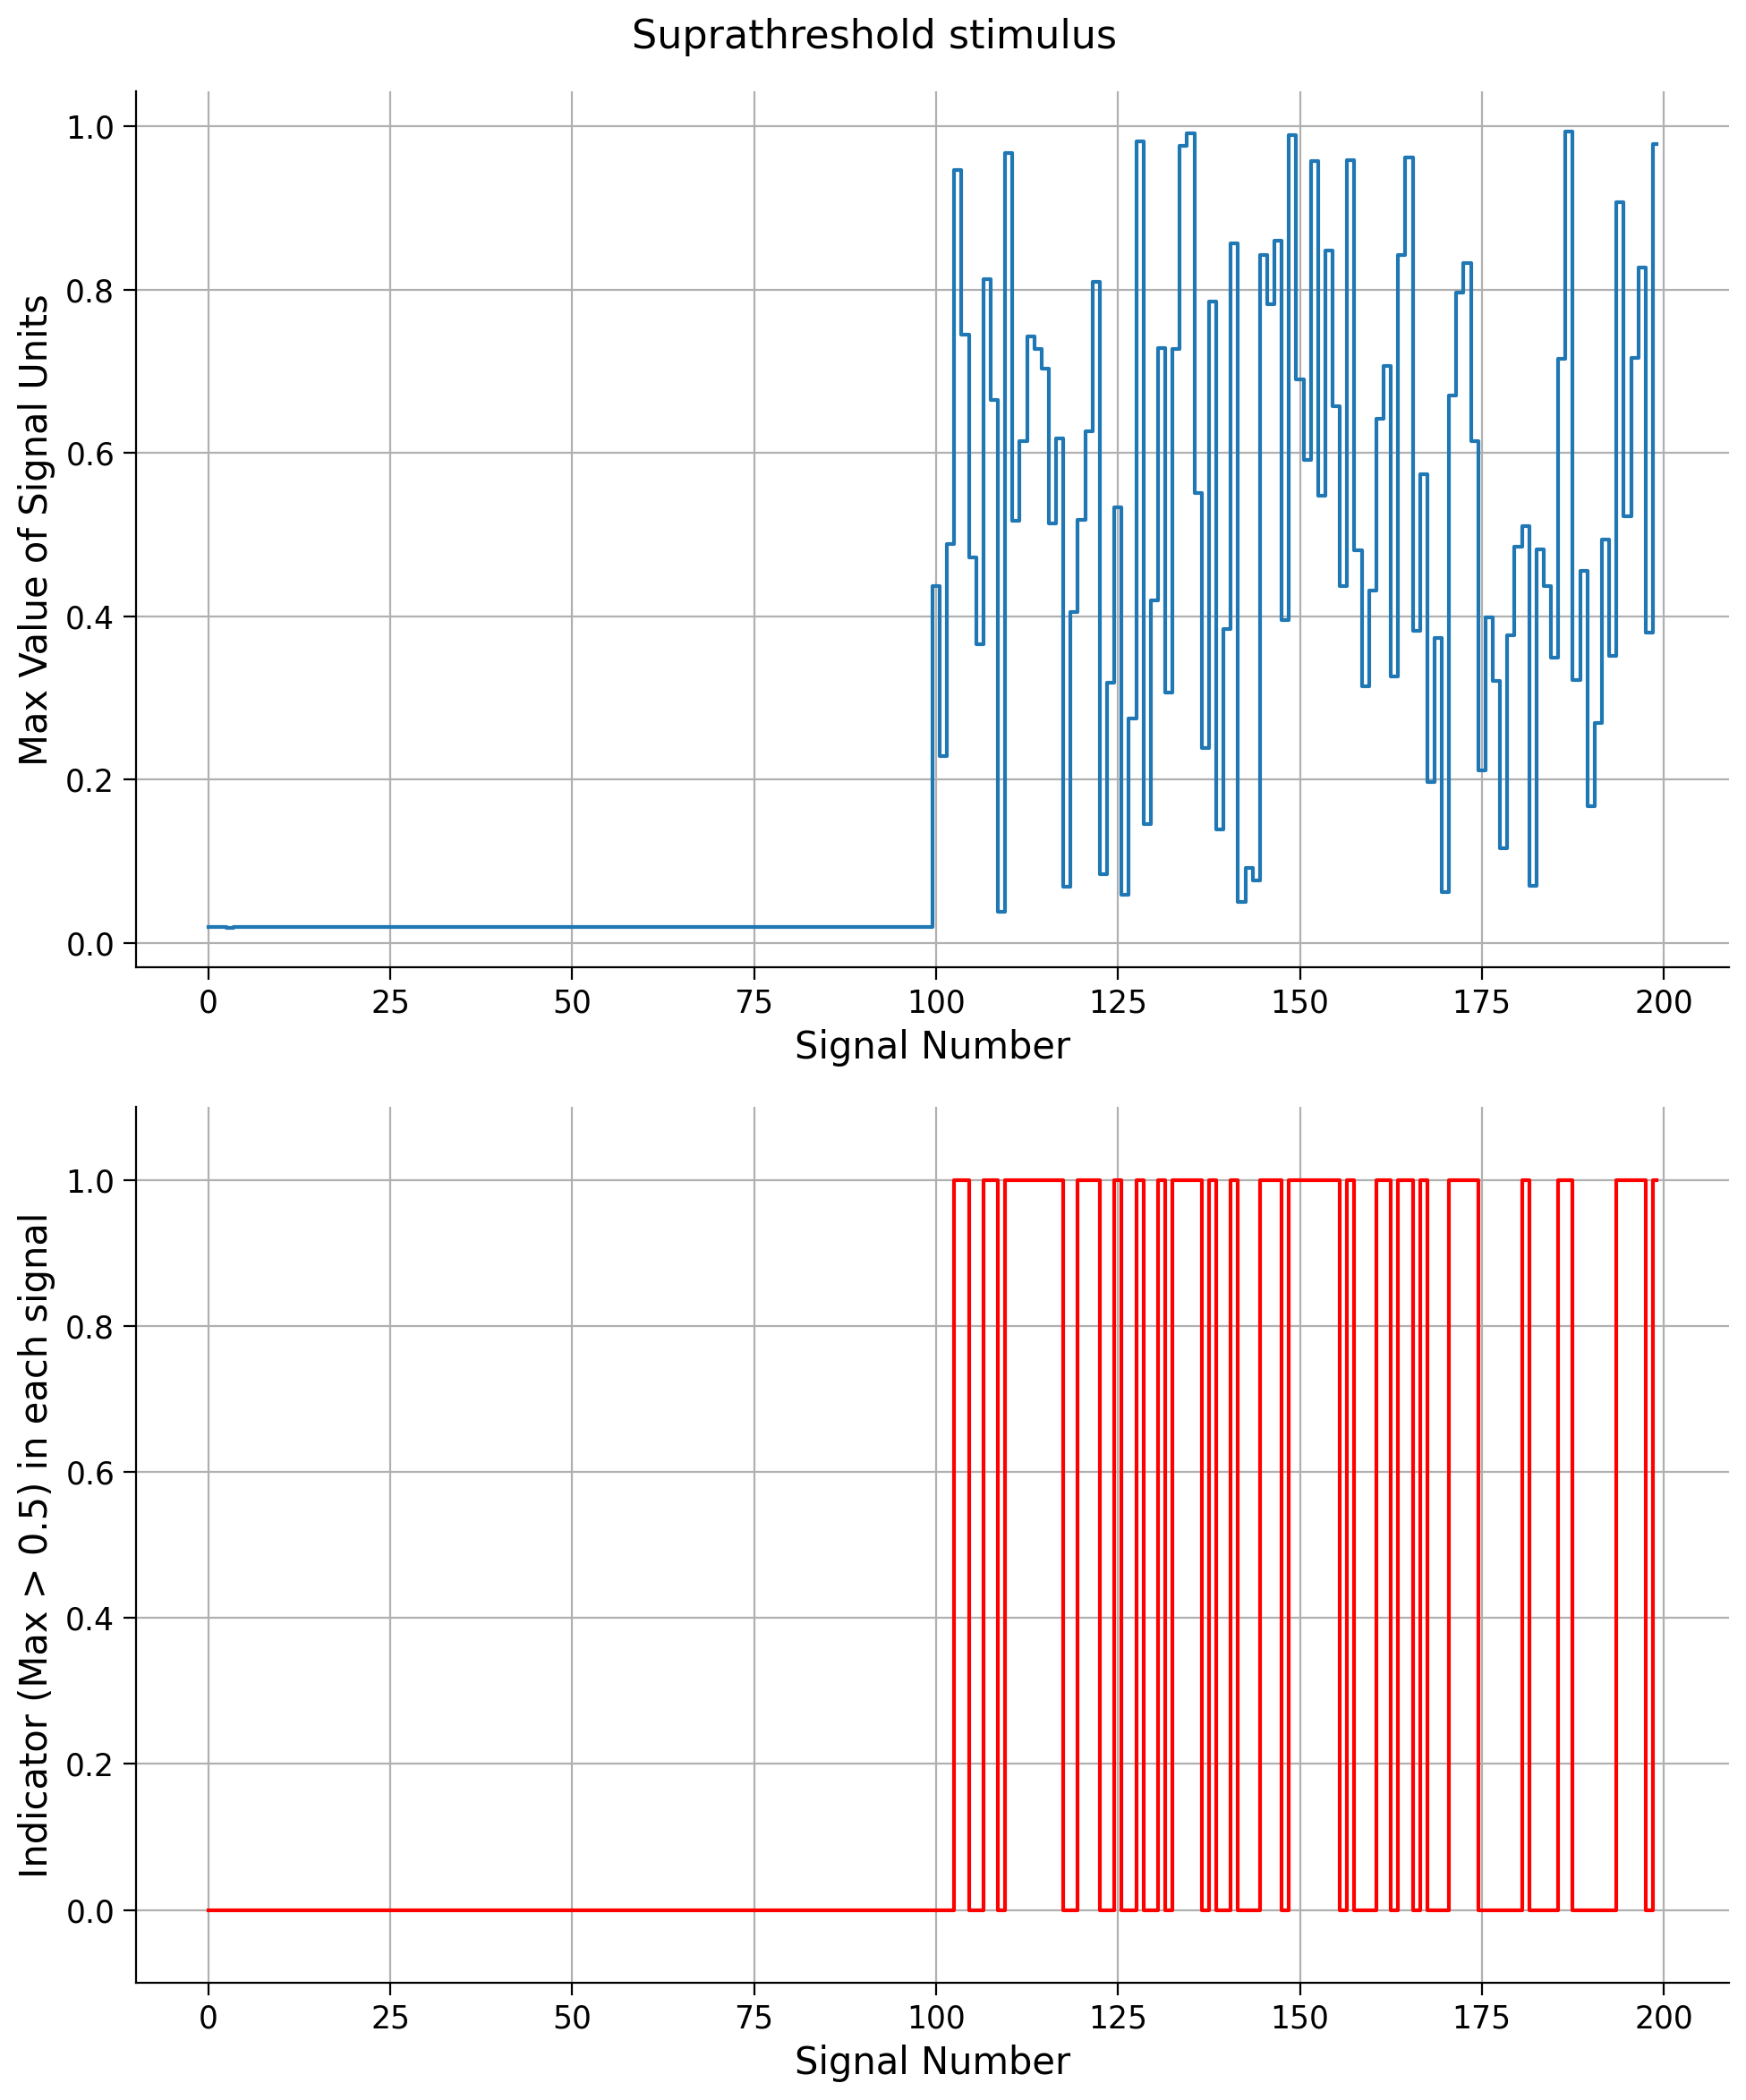 Suprathreshold stimulus
Max Value of Signal Units
1.0
0.8
0.6
0.4
0.2
0.0
0 25 50 75 100 125 150 175 200
Signal Number
Indicator (Max > 0.5) in each signal
1.0
0.8
0.6
0.4
0.2
0.0
0 25 50 75 100 125 150 175 200
Signal Number